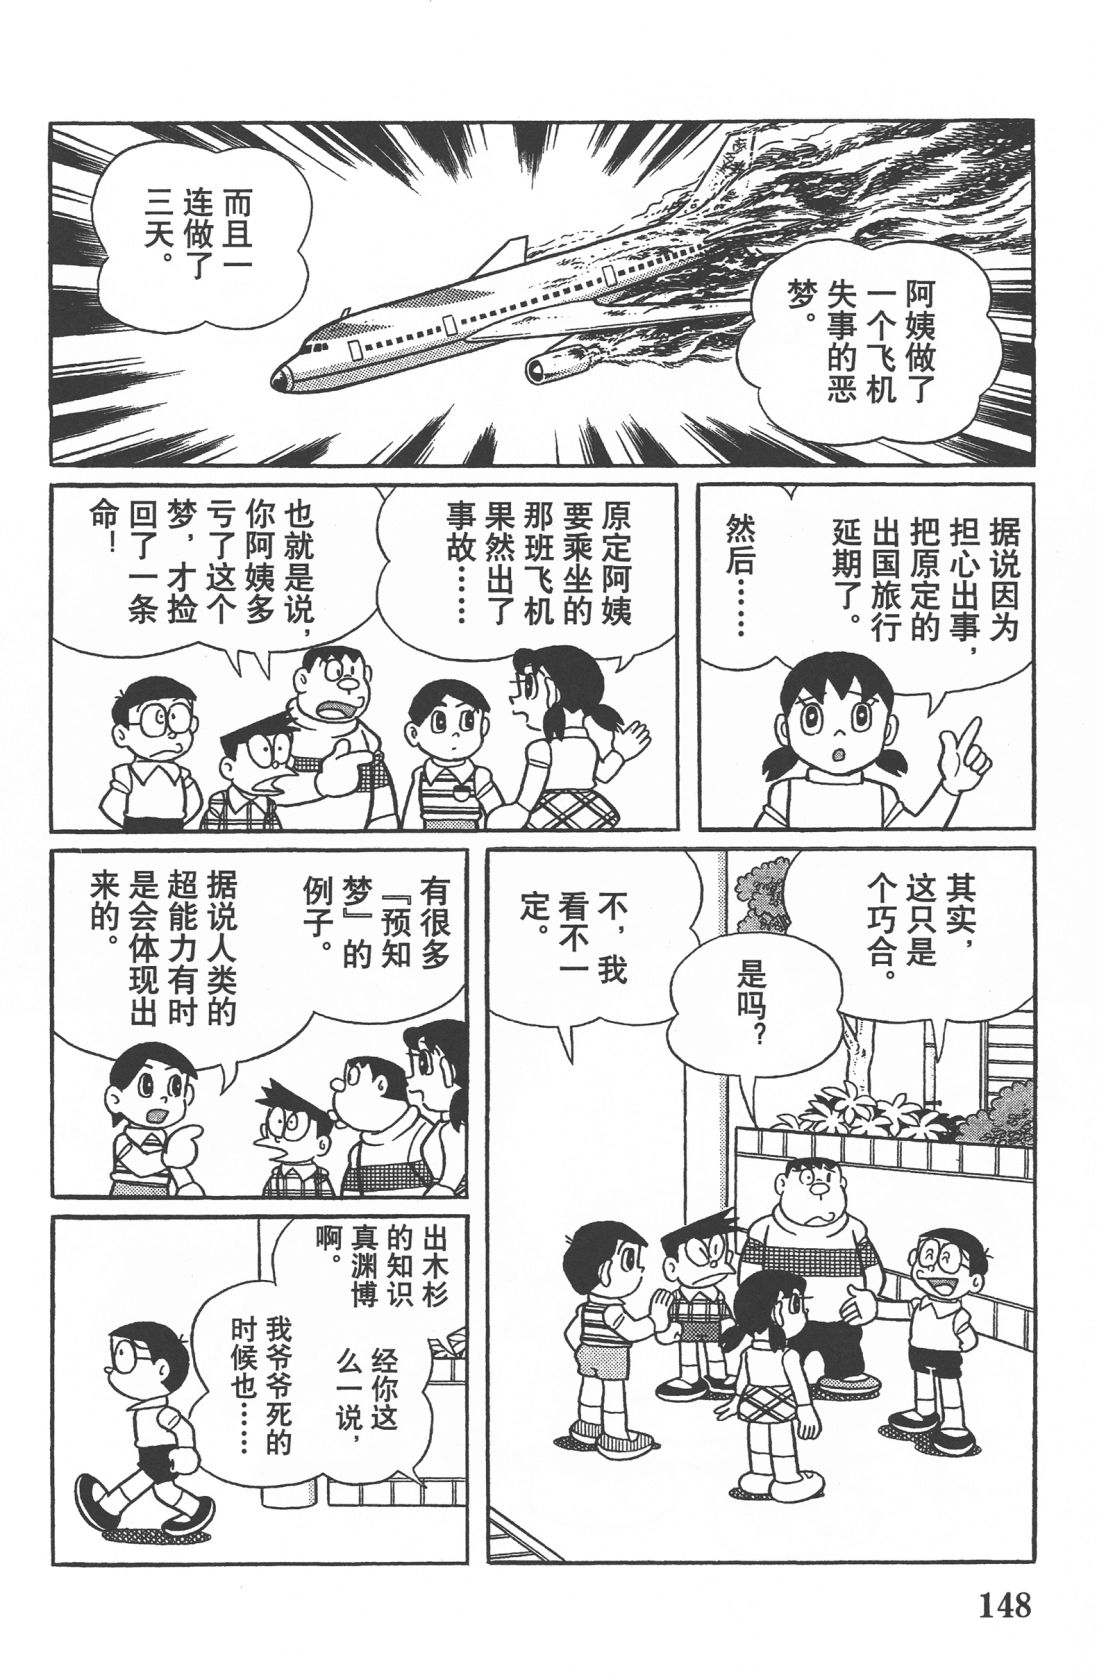 阿姨做了
一个飞机
失事的恶
梦。
而且一
连做了
三天。
据说因为
担心出事，
把原定的
出国旅行
延期了。
然后……
原定阿姨
要乘坐的
那班飞机
果然出了
事故……
也就是说，
你阿姨多
亏了这个
梦，才捡
回了一条
命！
其实，
这只是
个巧合。
是吗？
不，我
看不一
定。
有很多
『预知
梦』的
例子。
据说人类的
超能力有时
是会体现出
来的。
出木杉
的知识
真渊博
啊。
经你这
么一说，
我爷爷死的
时候也……
148